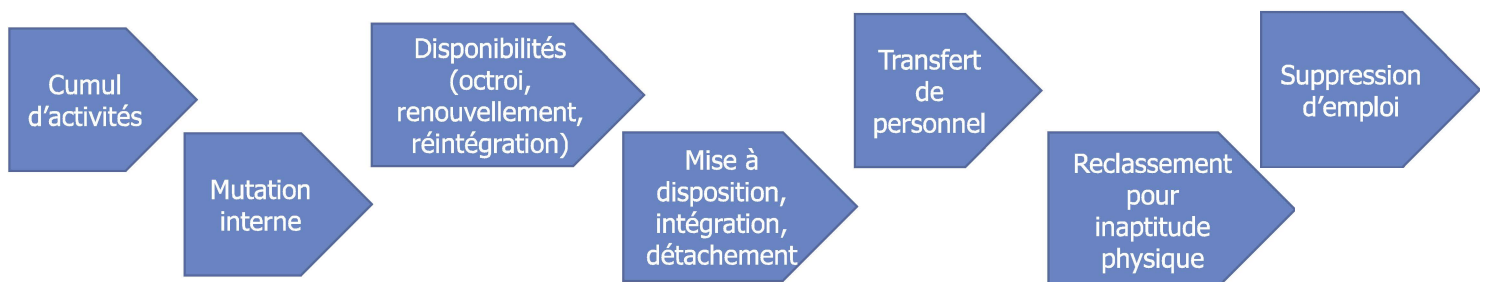 Cumul
d’activités
Mutation
interne
Disponibilités
(octroi,
renouvellement,
réintégration)
Mise à
disposition,
intégration,
détachement
Transfert
de
personnel
Reclassement
pour
inaptitude
physique
Suppression
d’emploi